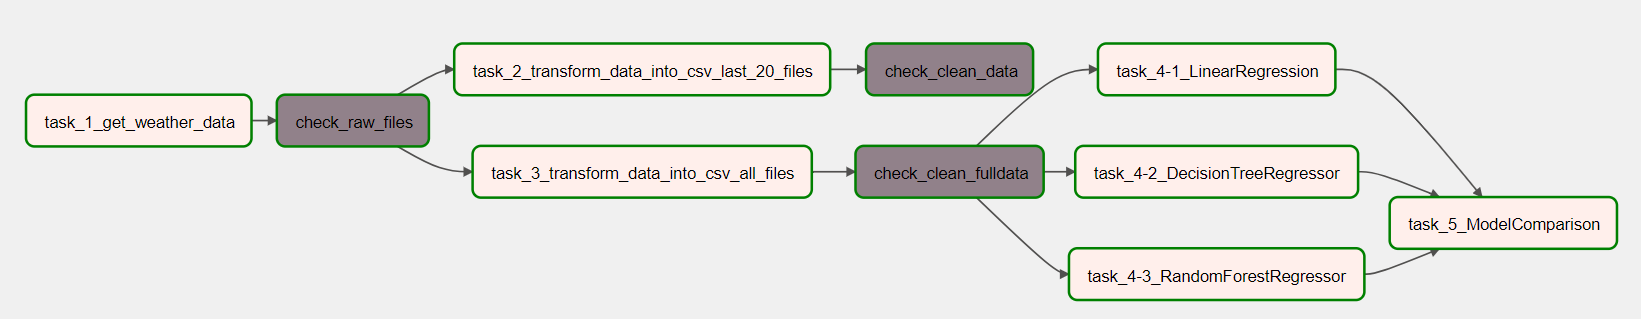 task_1_get_weather_data
check_raw_files
task_2_transform_data_into_csv_last_20_files
check_clean_data
task_3_transform_data_into_csv_all_files
check_clean_fulldata
task_4-1_LinearRegression
task_4-2_DecisionTreeRegressor
task_4-3_RandomForestRegressor
task_5_ModelComparison